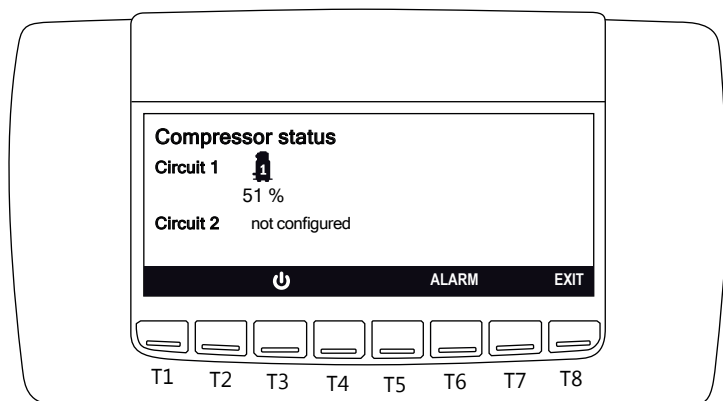 Compressor status
Circuit 1 1
51 %
Circuit 2 not configured
ALARM EXIT
T1 T2 T3 T4 T5 T6 T7 T8